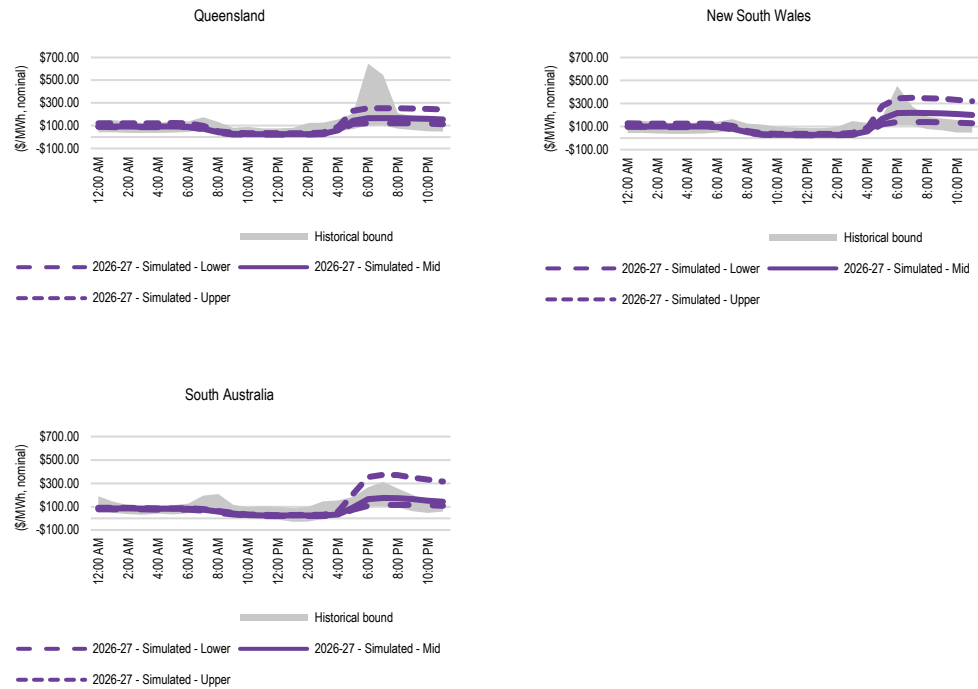 Queensland
($/MWh, nominal)
$700.00
$500.00
$300.00
$100.00
-$100.00
12:00 AM
2:00 AM
4:00 AM
6:00 AM
8:00 AM
10:00 AM
12:00 PM
2:00 PM
4:00 PM
6:00 PM
8:00 PM
10:00 PM
Historical bound
2026-27 - Simulated - Lower
2026-27 - Simulated - Mid
2026-27 - Simulated - Upper
New South Wales
($/MWh, nominal)
$700.00
$500.00
$300.00
$100.00
-$100.00
12:00 AM
2:00 AM
4:00 AM
6:00 AM
8:00 AM
10:00 AM
12:00 PM
2:00 PM
4:00 PM
6:00 PM
8:00 PM
10:00 PM
Historical bound
2026-27 - Simulated - Lower
2026-27 - Simulated - Mid
2026-27 - Simulated - Upper
South Australia
($/MWh, nominal)
$700.00
$500.00
$300.00
$100.00
-$100.00
12:00 AM
2:00 AM
4:00 AM
6:00 AM
8:00 AM
10:00 AM
12:00 PM
2:00 PM
4:00 PM
6:00 PM
8:00 PM
10:00 PM
Historical bound
2026-27 - Simulated - Lower
2026-27 - Simulated - Mid
2026-27 - Simulated - Upper